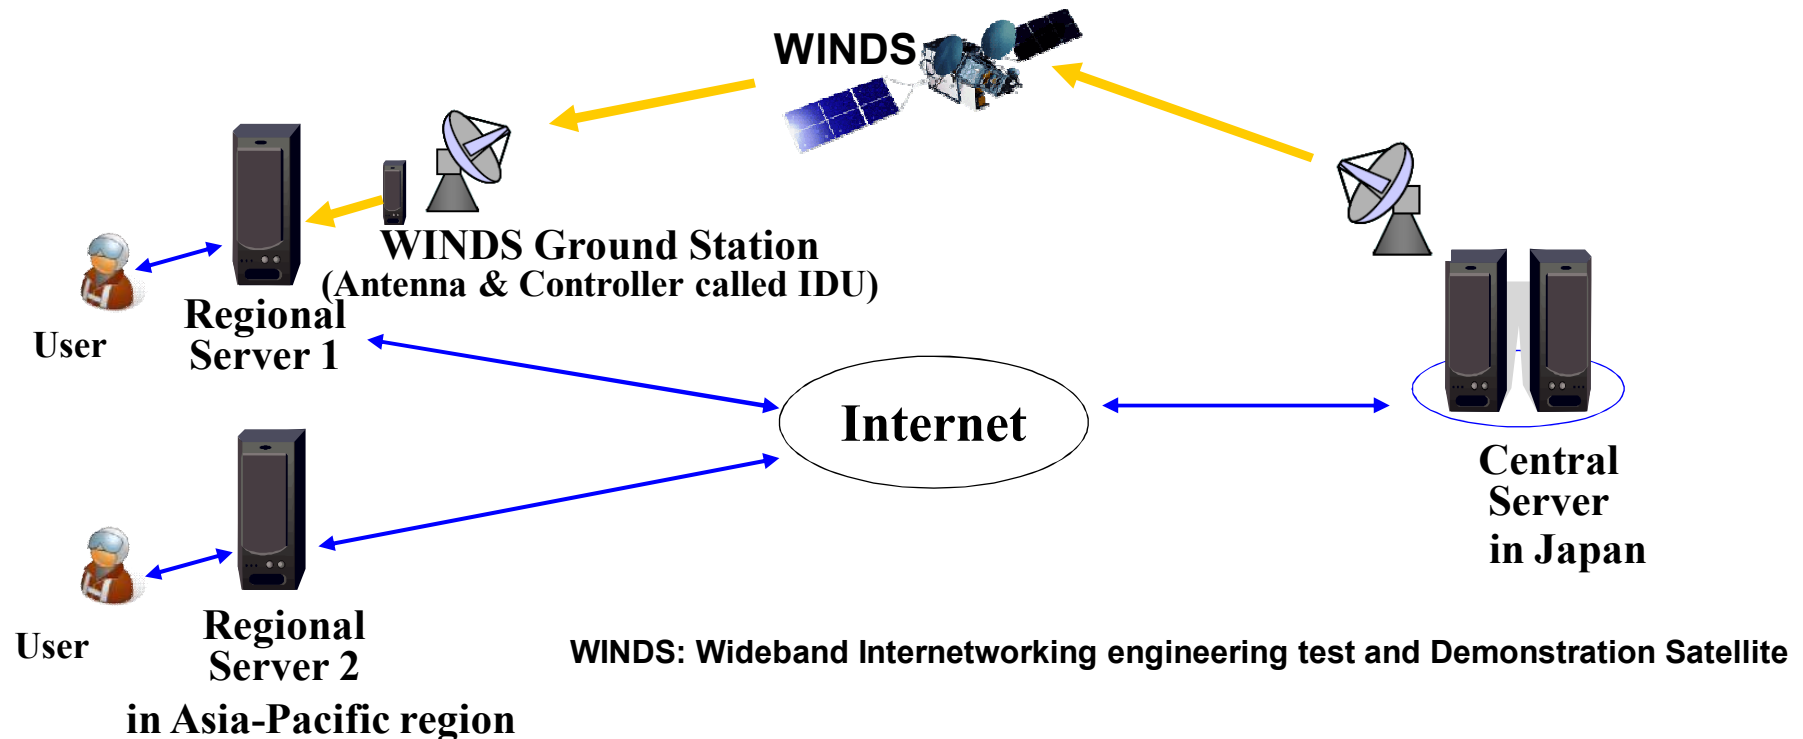 WINDS
WINDS Ground Station
(Antenna & Controller called IDU)
Regional
Server 1
User
Internet
Central
Server
in Japan
Regional
Server 2
User
in Asia-Pacific region
WINDS: Wideband Internetworking engineering test and Demonstration Satellite